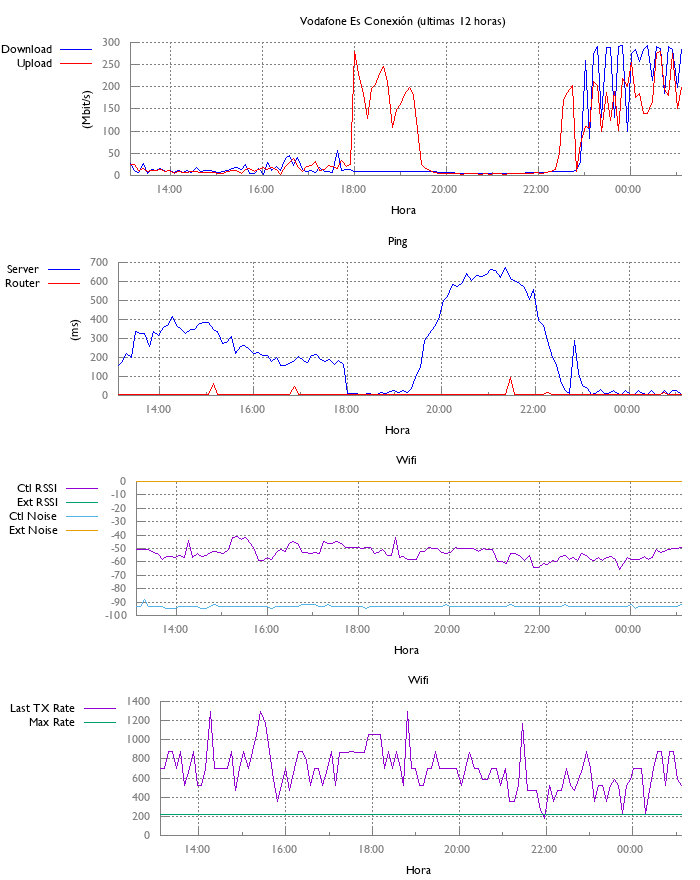 Vodafone Es Conexión (ultimas 12 horas)
Download
Upload
(Mbit/s)
300
250
200
150
100
50
0
14:00 16:00 18:00 20:00 22:00 00:00
Hora
Ping
Server
Router
(ms)
700
600
500
400
300
200
100
0
14:00 16:00 18:00 20:00 22:00 00:00
Hora
Wifi
Ctl RSSI
Ext RSSI
Ctl Noise
Ext Noise
0
-10
-20
-30
-40
-50
-60
-70
-80
-90
-100
14:00 16:00 18:00 20:00 22:00 00:00
Hora
Wifi
Last TX Rate
Max Rate
1400
1200
1000
800
600
400
200
0
14:00 16:00 18:00 20:00 22:00 00:00
Hora